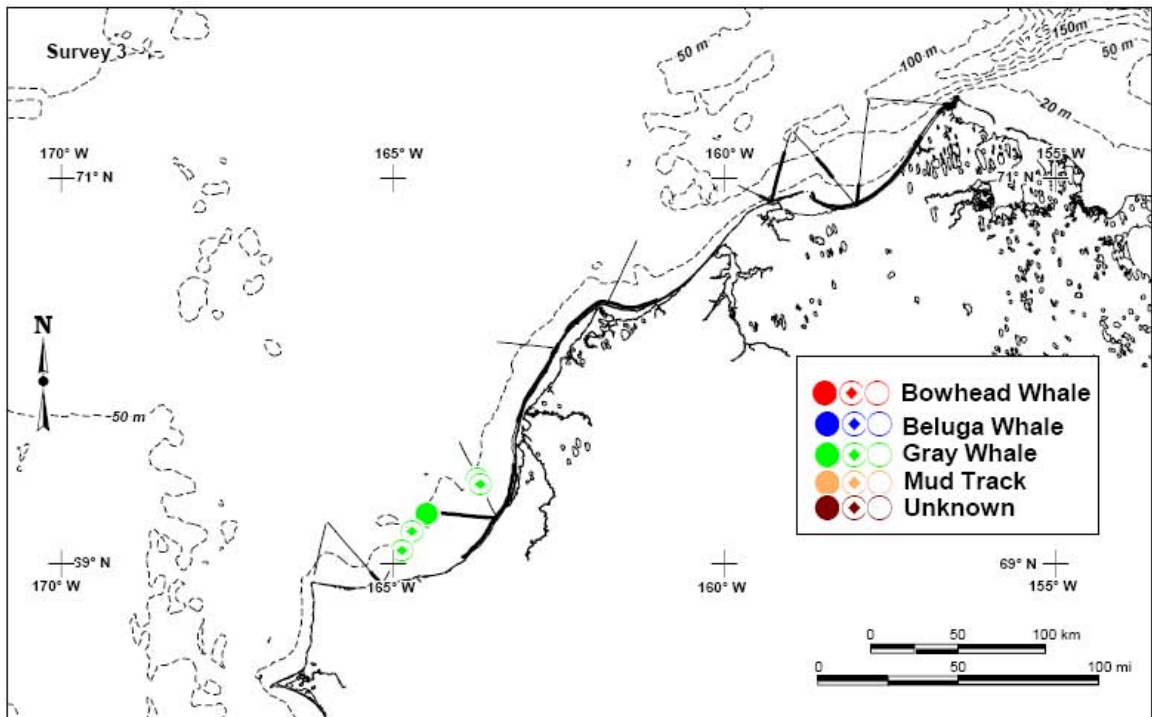 Survey 3
50 m
100 m
150m
50 m
20 m
170° W
165° W
160° W
155° W
71° N
71° N
N
50 m
Bowhead Whale
Beluga Whale
Gray Whale
Mud Track
Unknown
69° N
69° N
170° W
165° W
160° W
155° W
0 50 100 km
0 50 100 mi